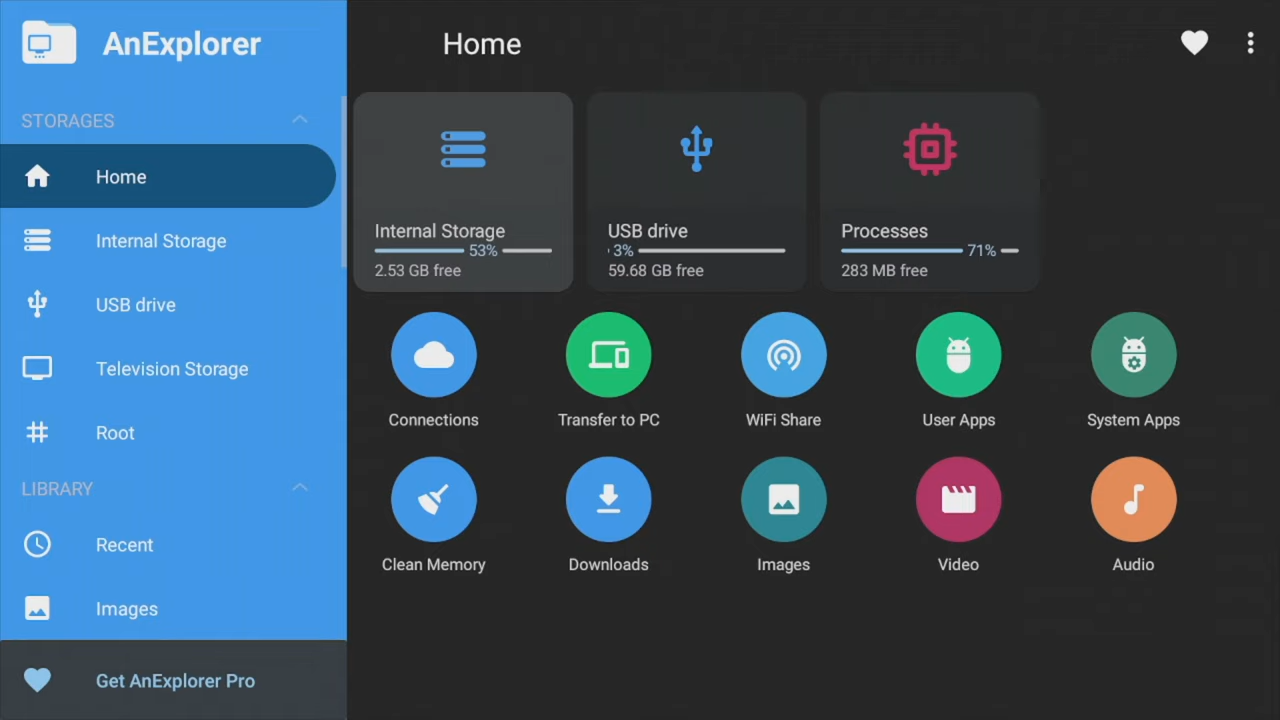 AnExplorer
STORAGES
Home
Internal Storage
USB drive
Television Storage
Root
LIBRARY
Recent
Images
Get AnExplorer Pro
Home
Internal Storage
53%
2.53 GB free
USB drive
3%
59.68 GB free
Processes
71%
283 MB free
Connections
Transfer to PC
WiFi Share
User Apps
System Apps
Clean Memory
Downloads
Images
Video
Audio